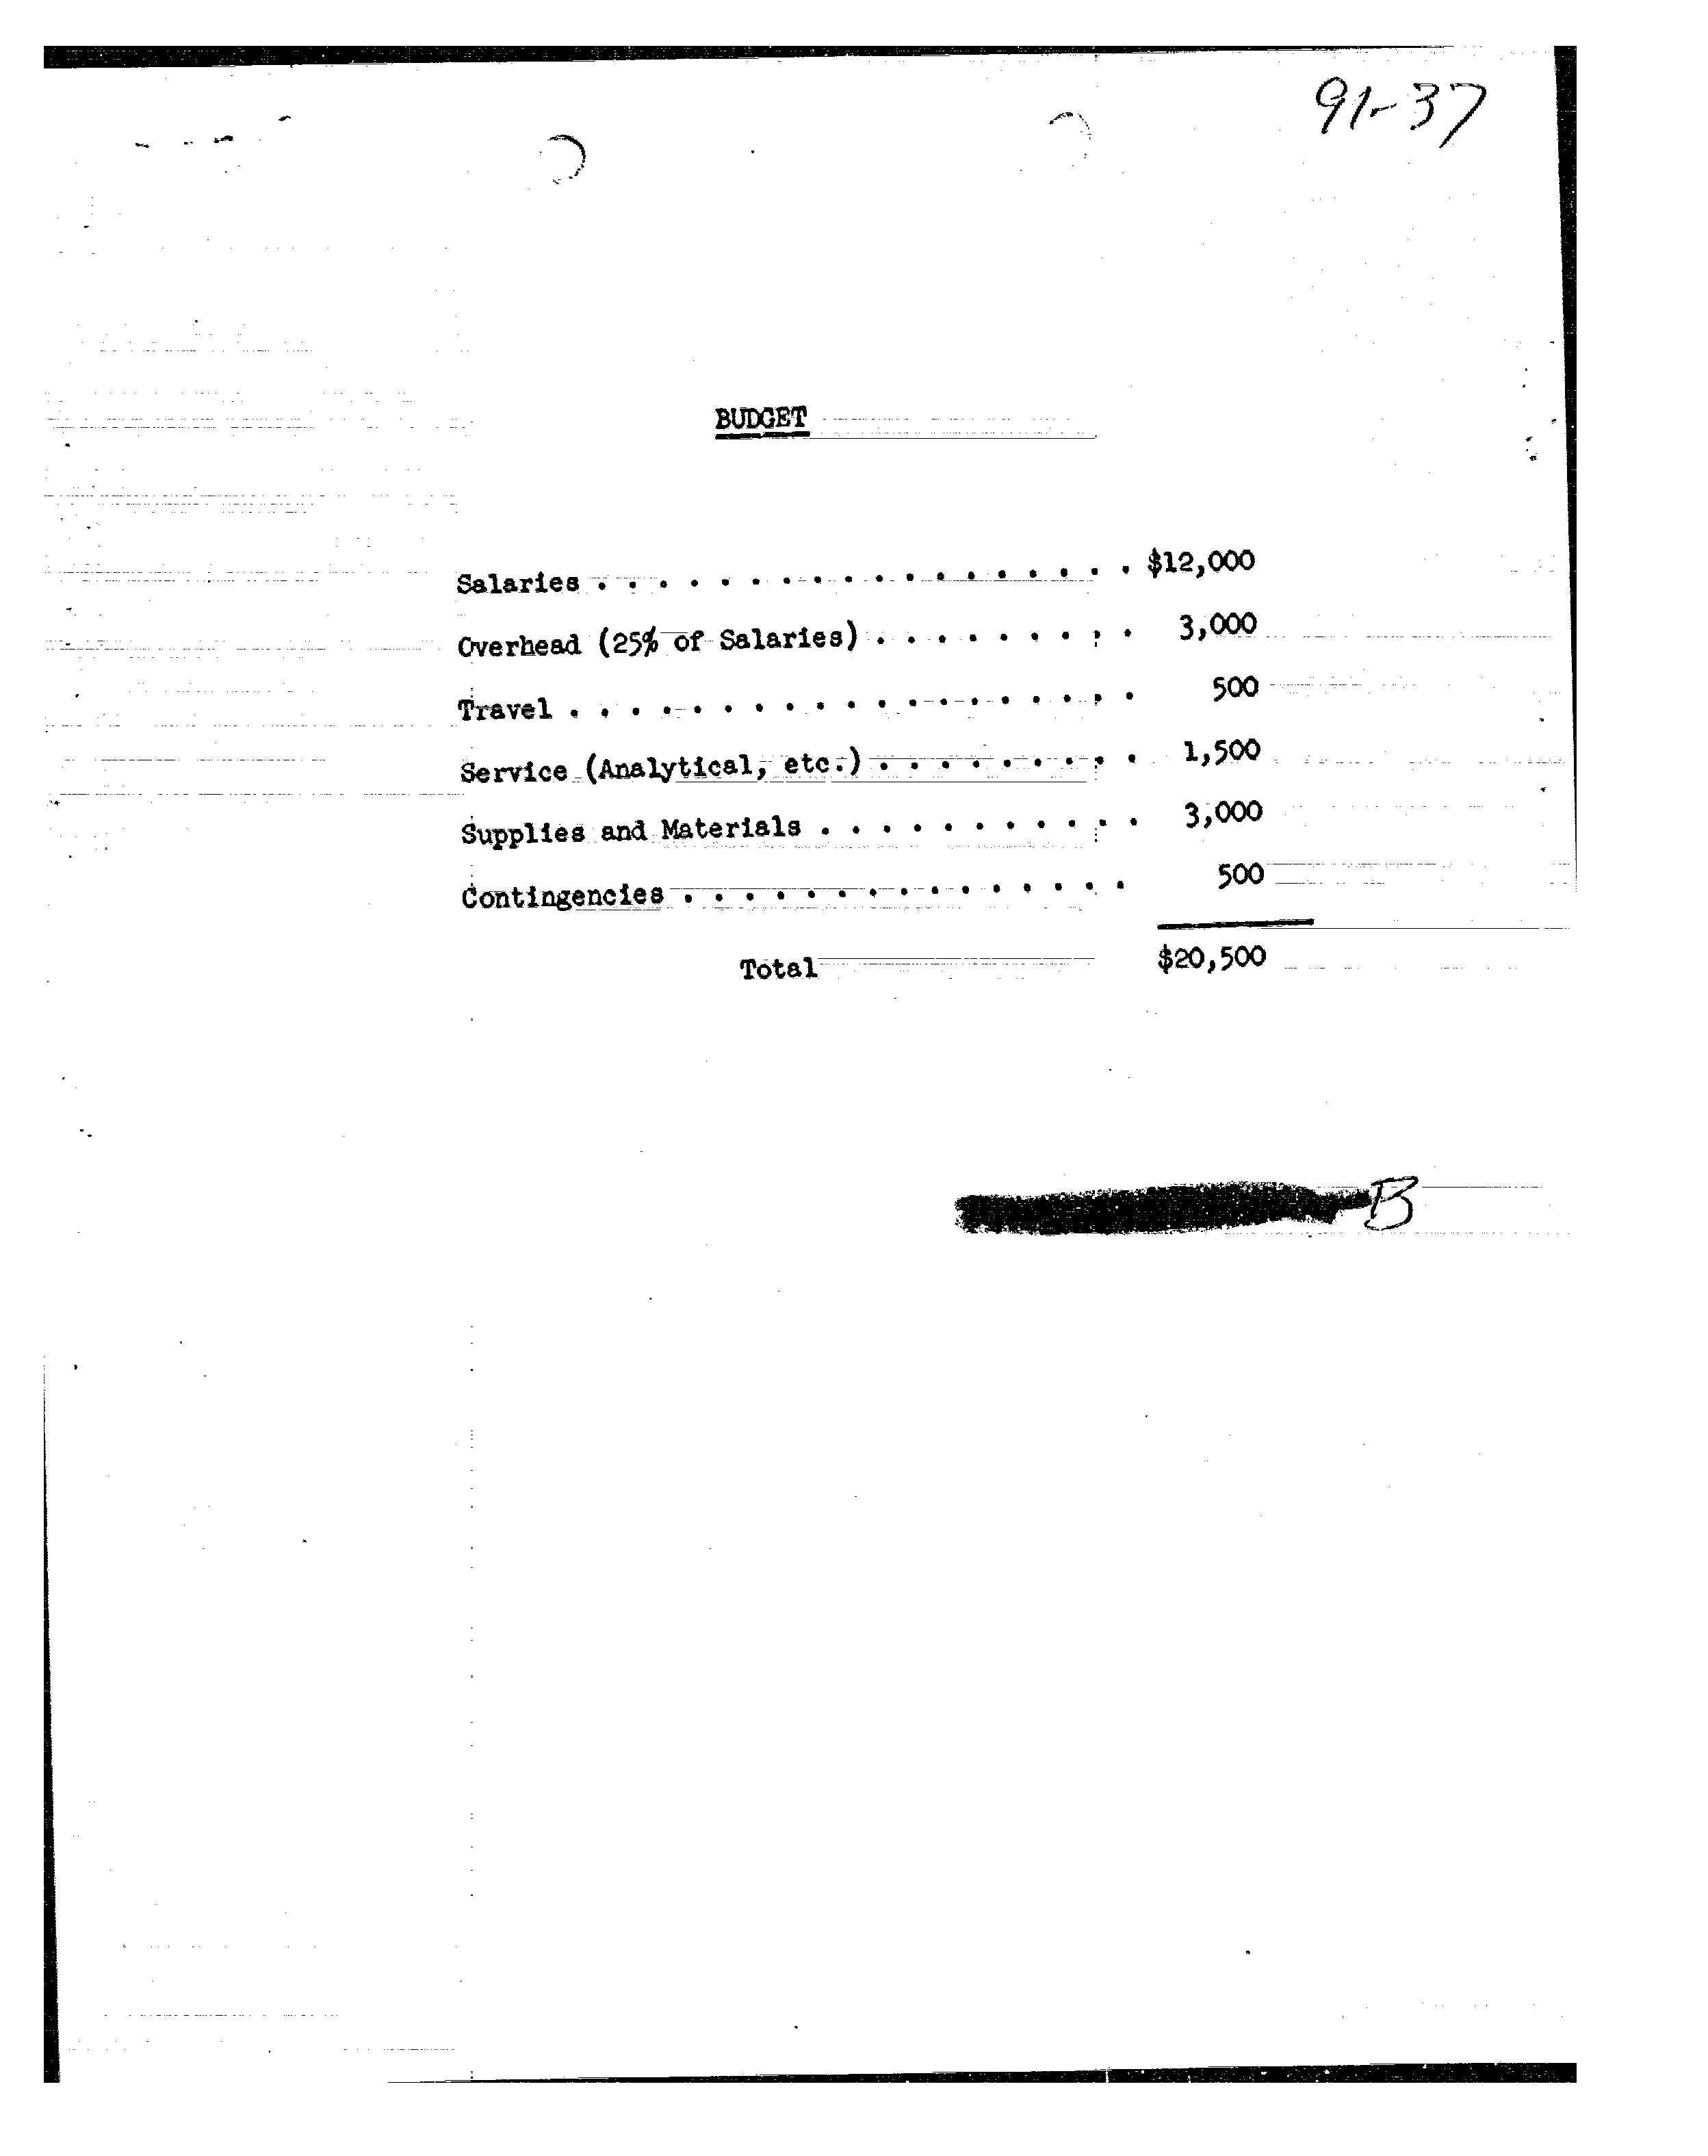 91-37
BUDGET
Salaries . . . . . . . . . . . . . . . . . . $12,000
Overhead (25% of Salaries) . . . . . . . . . 3,000
Travel . . . . . . . . . . . . . . . . . . . 500
Service (Analytical, etc.) . . . . . . . . . 1,500
Supplies and Materials . . . . . . . . . . . 3,000
Contingencies . . . . . . . . . . . . . . . 500
Total $20,500
B